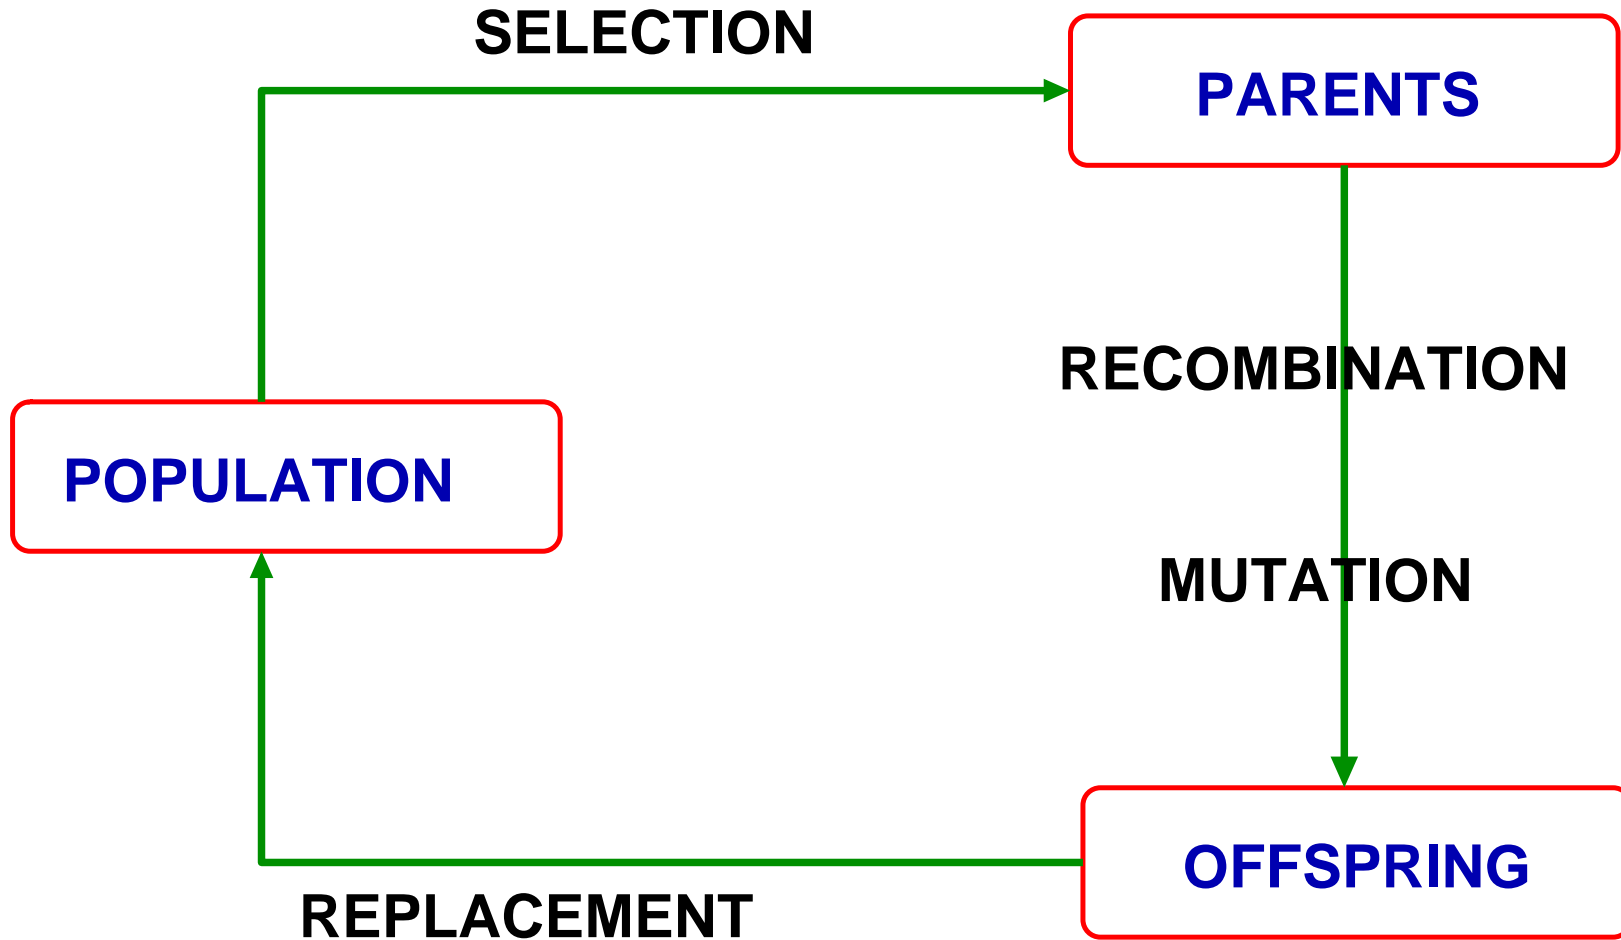 SELECTION
PARENTS
RECOMBINATION
POPULATION
MUTATION
OFFSPRING
REPLACEMENT